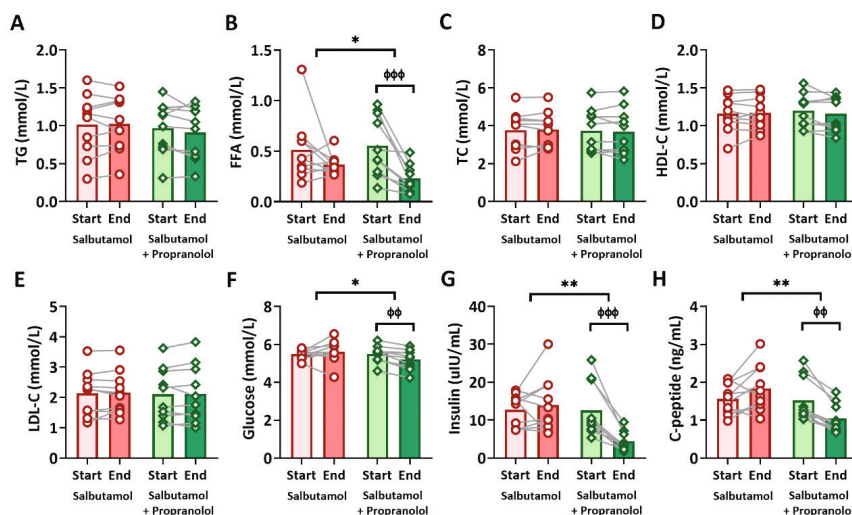 A
TG (mmol/L)
2.0
1.5
1.0
0.5
0.0
Start End Start End
Salbutamol Salbutamol
+ Propranolol
B
FFA (mmol/L)
1.5
1.0
0.5
0.0
*
ϕϕϕ
Start End Start End
Salbutamol Salbutamol
+ Propranolol
C
TC (mmol/L)
8
6
4
2
0
Start End Start End
Salbutamol Salbutamol
+ Propranolol
D
HDL-C (mmol/L)
2.0
1.5
1.0
0.5
0.0
Start End Start End
Salbutamol Salbutamol
+ Propranolol
E
LDL-C (mmol/L)
5
4
3
2
1
0
Start End Start End
Salbutamol Salbutamol
+ Propranolol
F
Glucose (mmol/L)
8
6
4
2
0
*
ϕϕ
Start End Start End
Salbutamol Salbutamol
+ Propranolol
G
Insulin (uIU/mL)
40
30
20
10
0
**
ϕϕϕ
Start End Start End
Salbutamol Salbutamol
+ Propranolol
H
C-peptide (ng/mL)
4
3
2
1
0
**
ϕϕ
Start End Start End
Salbutamol Salbutamol
+ Propranolol